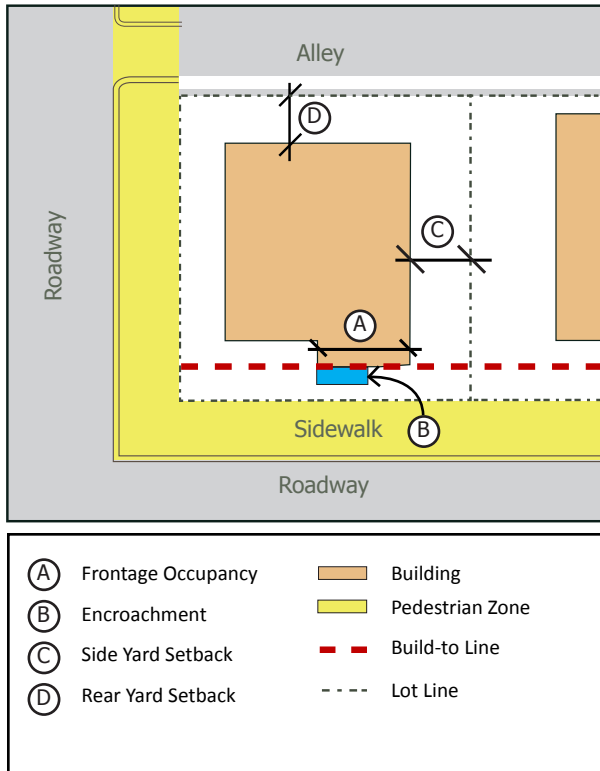 Alley
D
Roadway
C
A
Sidewalk
B
Roadway
A Frontage Occupancy
Building
B Encroachment
Pedestrian Zone
C Side Yard Setback
Build-to Line
D Rear Yard Setback
Lot Line